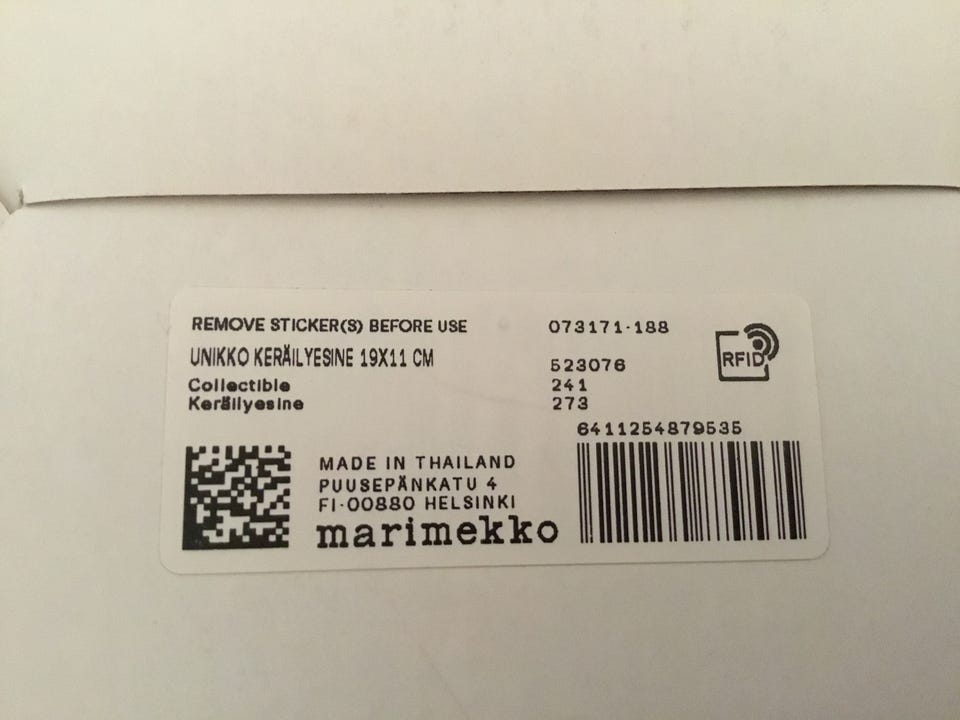 REMOVE STICKER(S) BEFORE USE
073171-188
UNIKKO KERÄILYESINE 19X11 CM
523076
Collectible
241
Keräilyesine
273
RFID
6411254879535
MADE IN THAILAND
PUUSEPÄNKATU 4
FI-00880 HELSINKI
marimekko